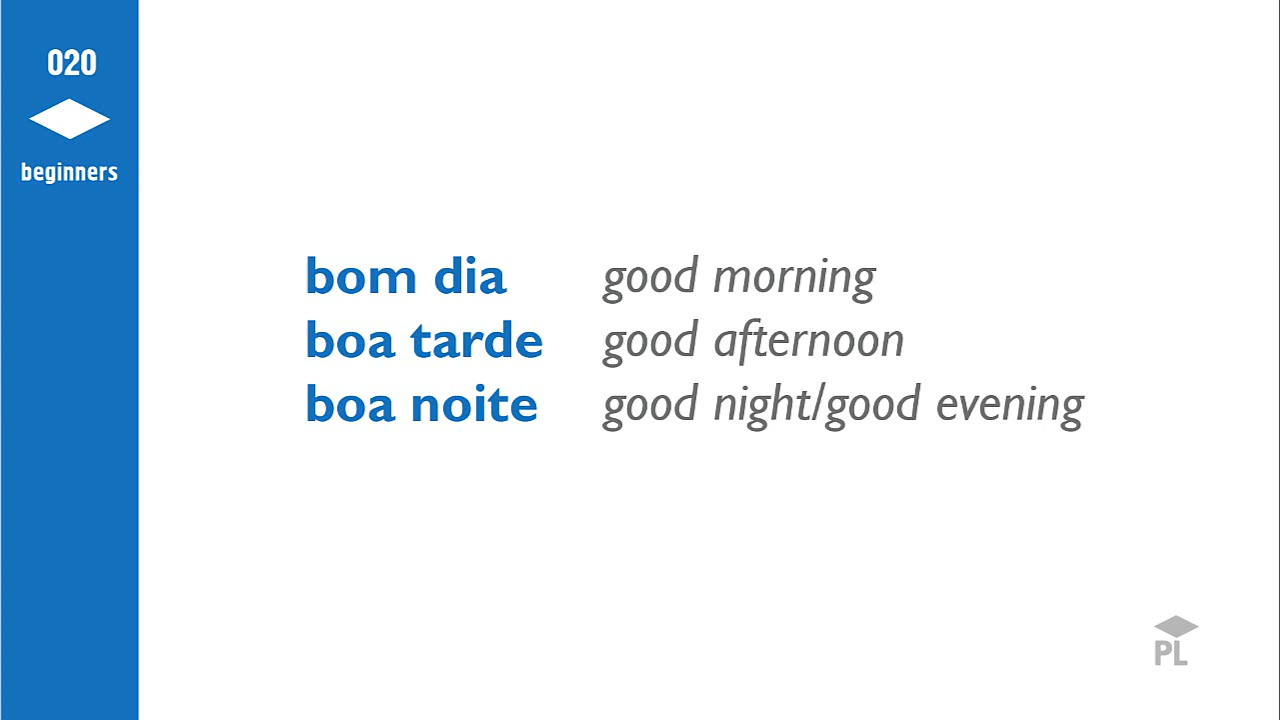 020
beginners
bom dia good morning
boa tarde good afternoon
boa noite good night/good evening
PL